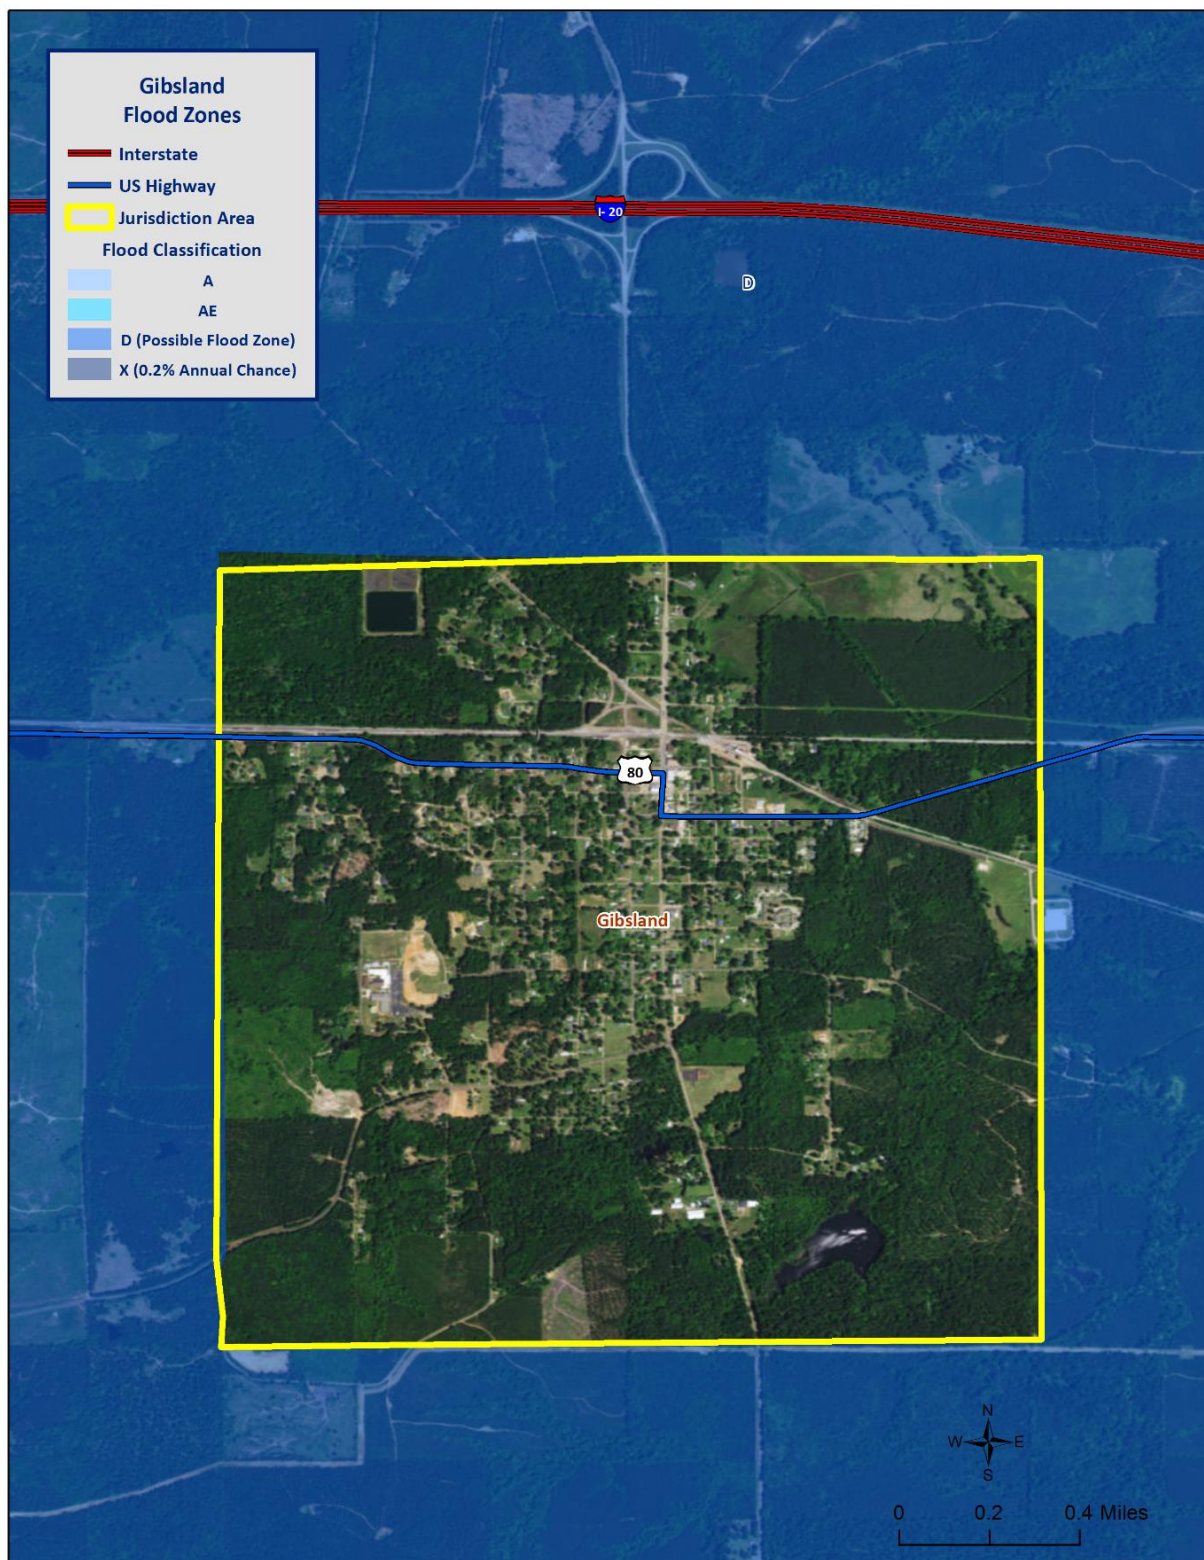 Gibsland
Flood Zones
Interstate
US Highway
Jurisdiction Area
Flood Classification
A
AE
D (Possible Flood Zone)
X (0.2% Annual Chance)
I-20
D
80
Gibsland
N
W E
S
0 0.2 0.4 Miles